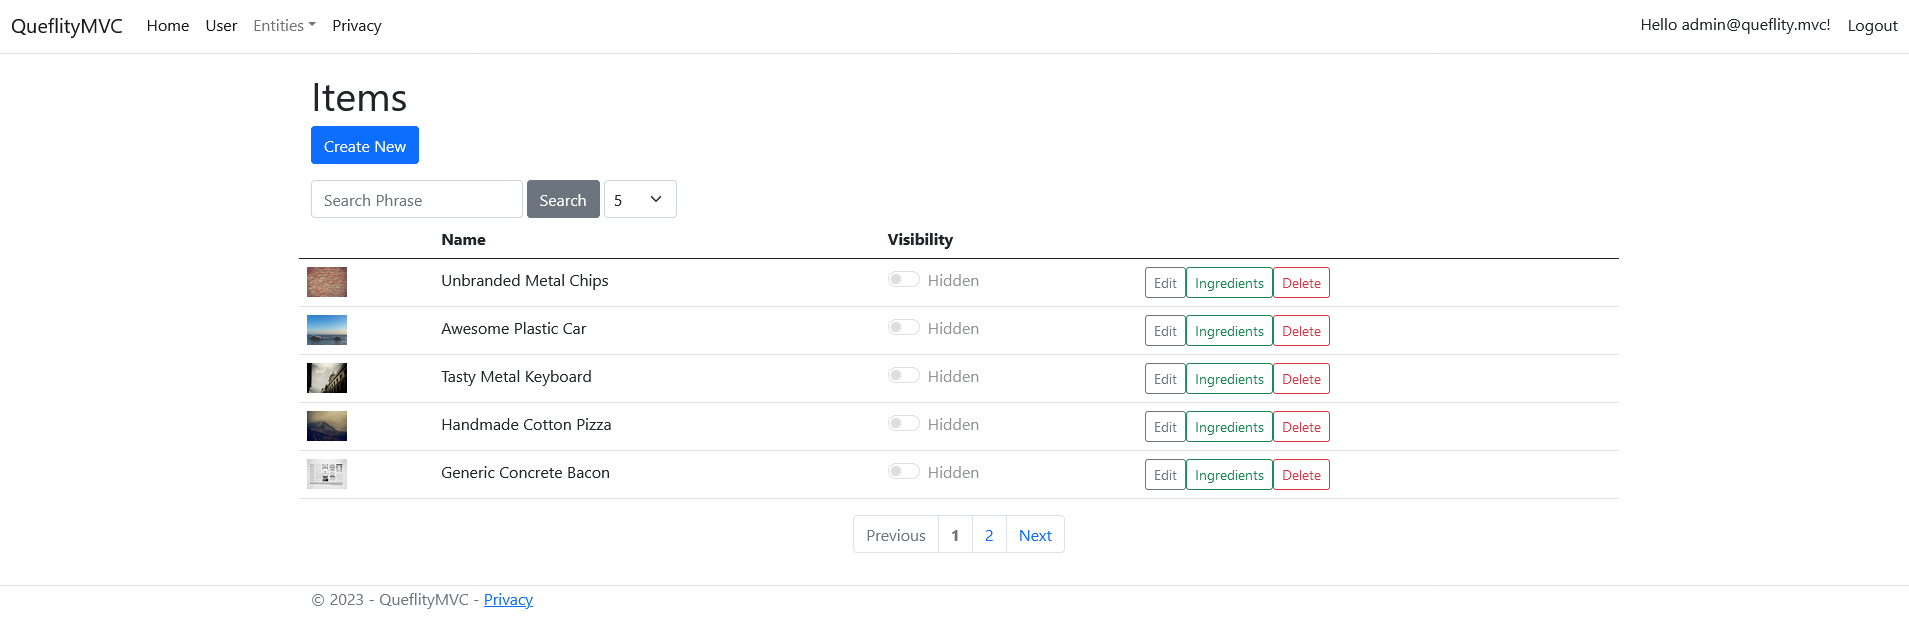 QueflityMVC Home User Entities Privacy Hello admin@queflity.mvc! Logout
Items
Create New
Search Phrase Search 5
Name Visibility
Unbranded Metal Chips Hidden Edit Ingredients Delete
Awesome Plastic Car Hidden Edit Ingredients Delete
Tasty Metal Keyboard Hidden Edit Ingredients Delete
Handmade Cotton Pizza Hidden Edit Ingredients Delete
Generic Concrete Bacon Hidden Edit Ingredients Delete
Previous 1 2 Next
© 2023 - QueflityMVC - Privacy